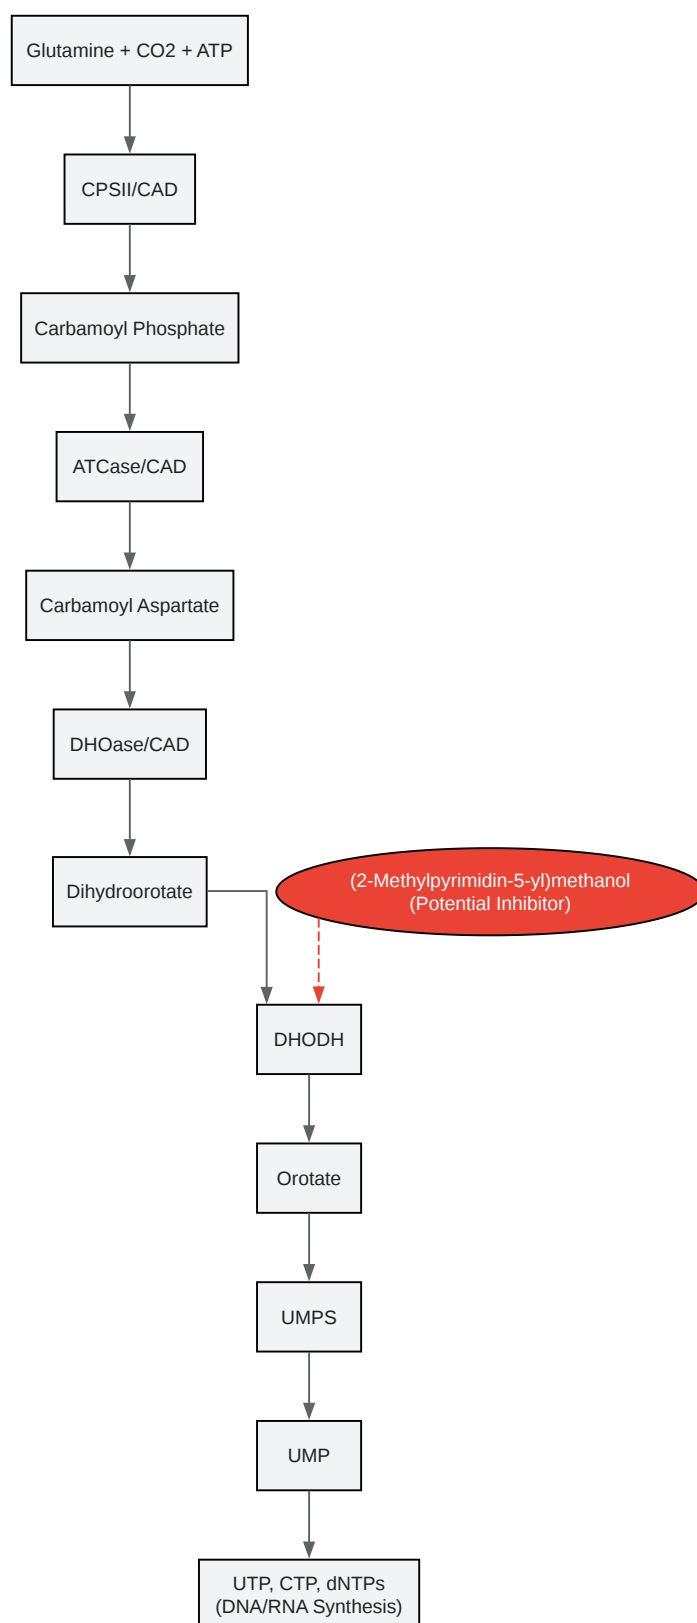 Glutamine + CO2 + ATP
CPSII/CAD
Carbamoyl Phosphate
ATCase/CAD
Carbamoyl Aspartate
DHOase/CAD
Dihydroorotate
(2-Methylpyrimidin-5-yl)methanol
(Potential Inhibitor)
DHODH
Orotate
UMPS
UMP
UTP, CTP, dNTPs
(DNA/RNA Synthesis)